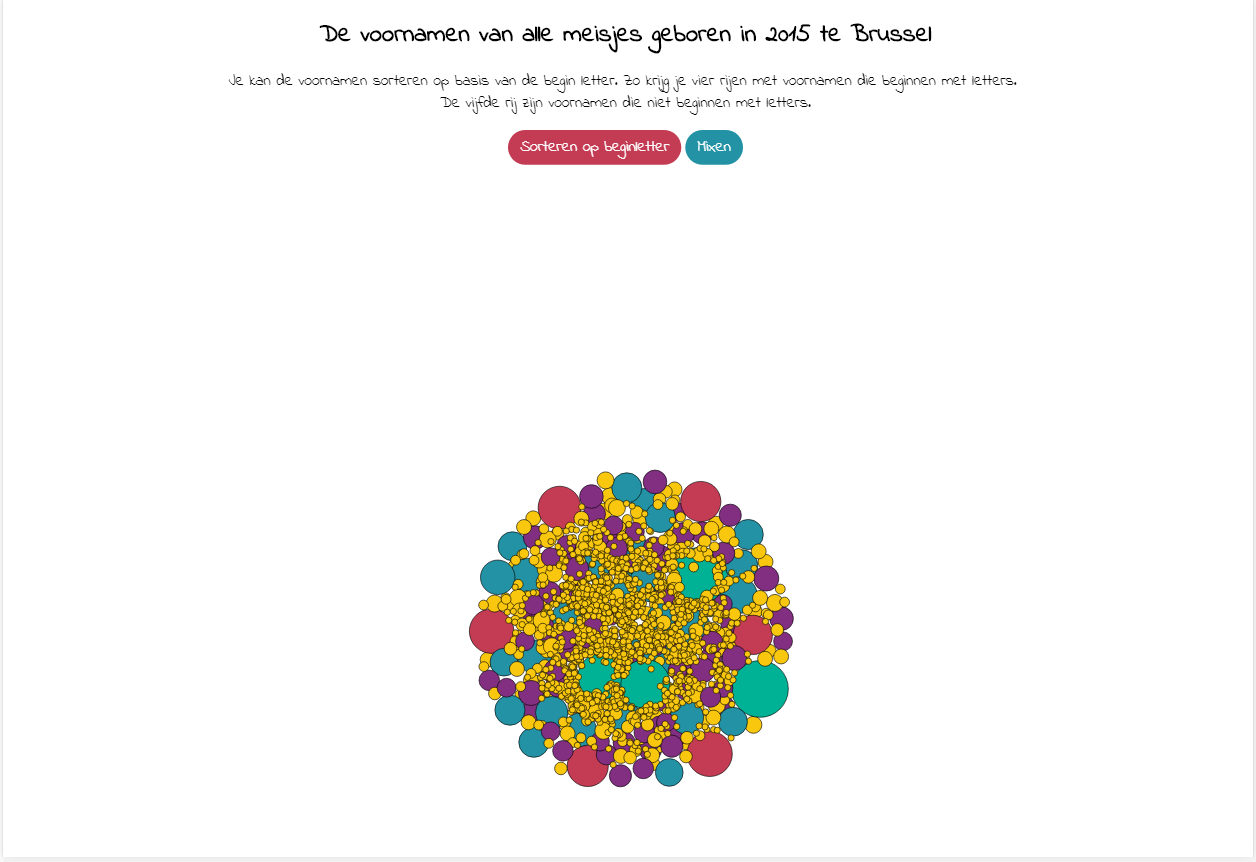 De voornamen van alle meisjes geboren in 2015 te Brussel
Je kan de voornamen sorteren op basis van de begin letter. Zo krijg je vier rijen met voornamen die beginnen met letters.
De vijfde rij zijn voornamen die niet beginnen met letters.
Sorteren op beginletter Mixen